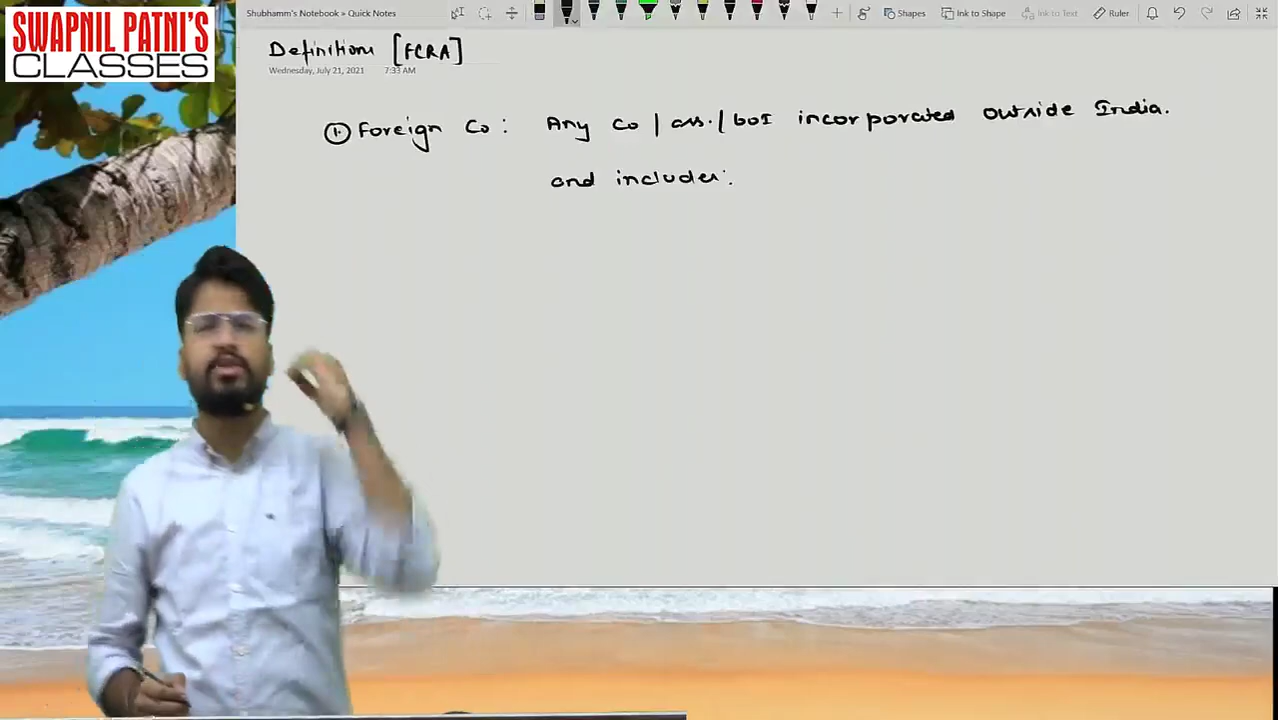 SWAPNIL PATNI'S
CLASSES
Shubhamm's Notebook » Quick Notes
Shapes
Ink to Shape
Ink to Text
Ruler
Definitions [FCRA]
Wednesday, July 21, 2021 7:33 AM
① Foreign Co : Any Co | ass. | BOI incorporated outside India.
and includes: